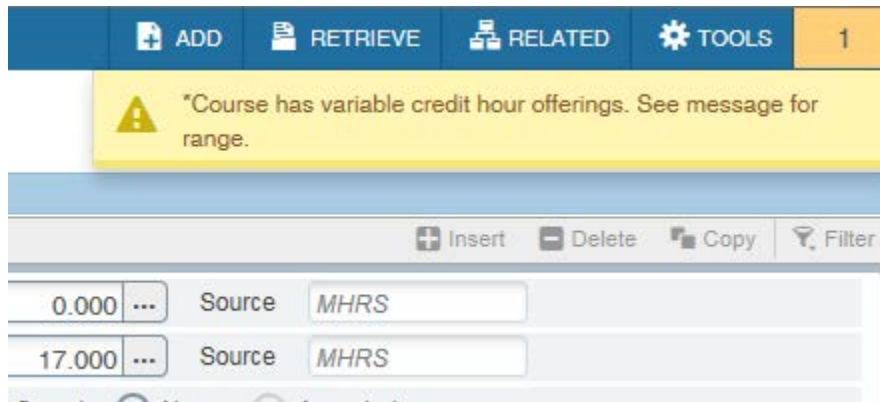 ADD RETRIEVE RELATED TOOLS 1
*Course has variable credit hour offerings. See message for
range.
Insert Delete Copy Filter
0.000 ... Source MHRS
17.000 ... Source MHRS